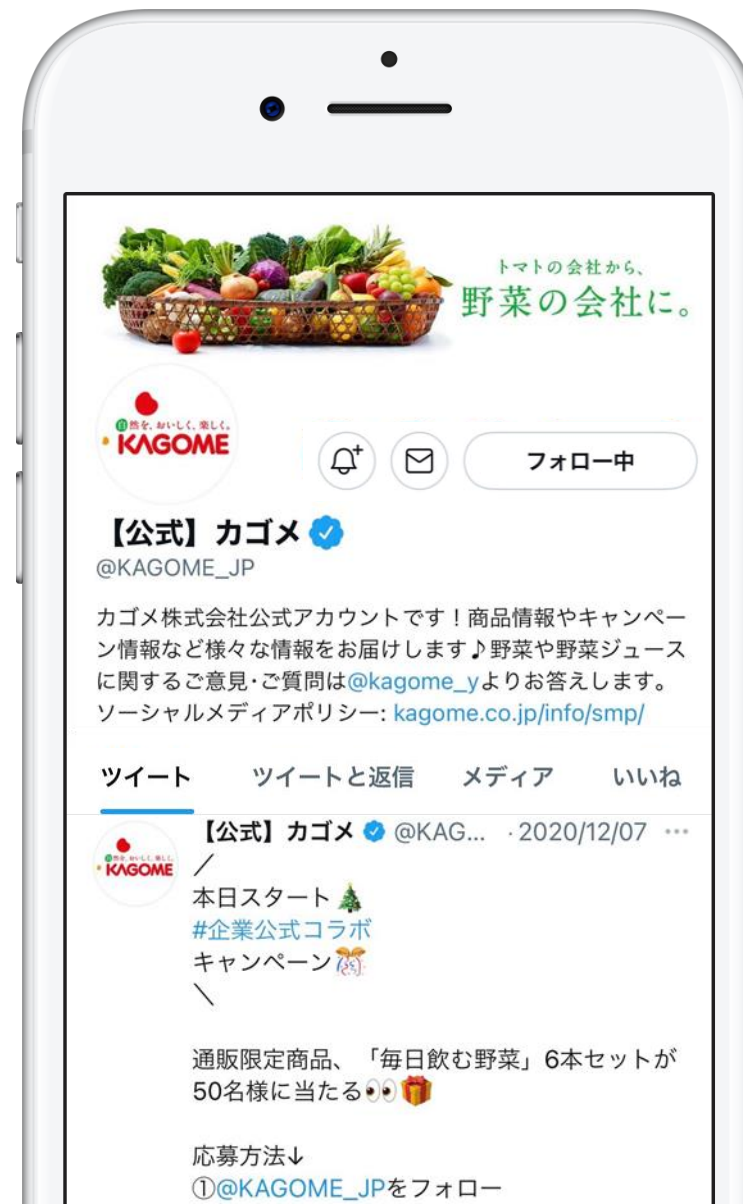 トマトの会社から、
野菜の会社に。
自然を、おいしく、楽しく。
KAGOME
フォロー中
【公式】カゴメ
@KAGOME_JP
カゴメ株式会社公式アカウントです！商品情報やキャンペー
ン情報など様々な情報をお届けします♪野菜や野菜ジュース
に関するご意見・ご質問は@kagome_yよりお答えします。
ソーシャルメディアポリシー: kagome.co.jp/info/smp/
ツイート ツイートと返信 メディア いいね
【公式】カゴメ @KAG... ·2020/12/07 ···
自然を、おいしく、楽しく。
KAGOME
／
本日スタート🎄
#企業公式コラボ
キャンペーン🎊
＼
通販限定商品、「毎日飲む野菜」6本セットが
50名様に当たる👀🎁
応募方法↓
①@KAGOME_JPをフォロー